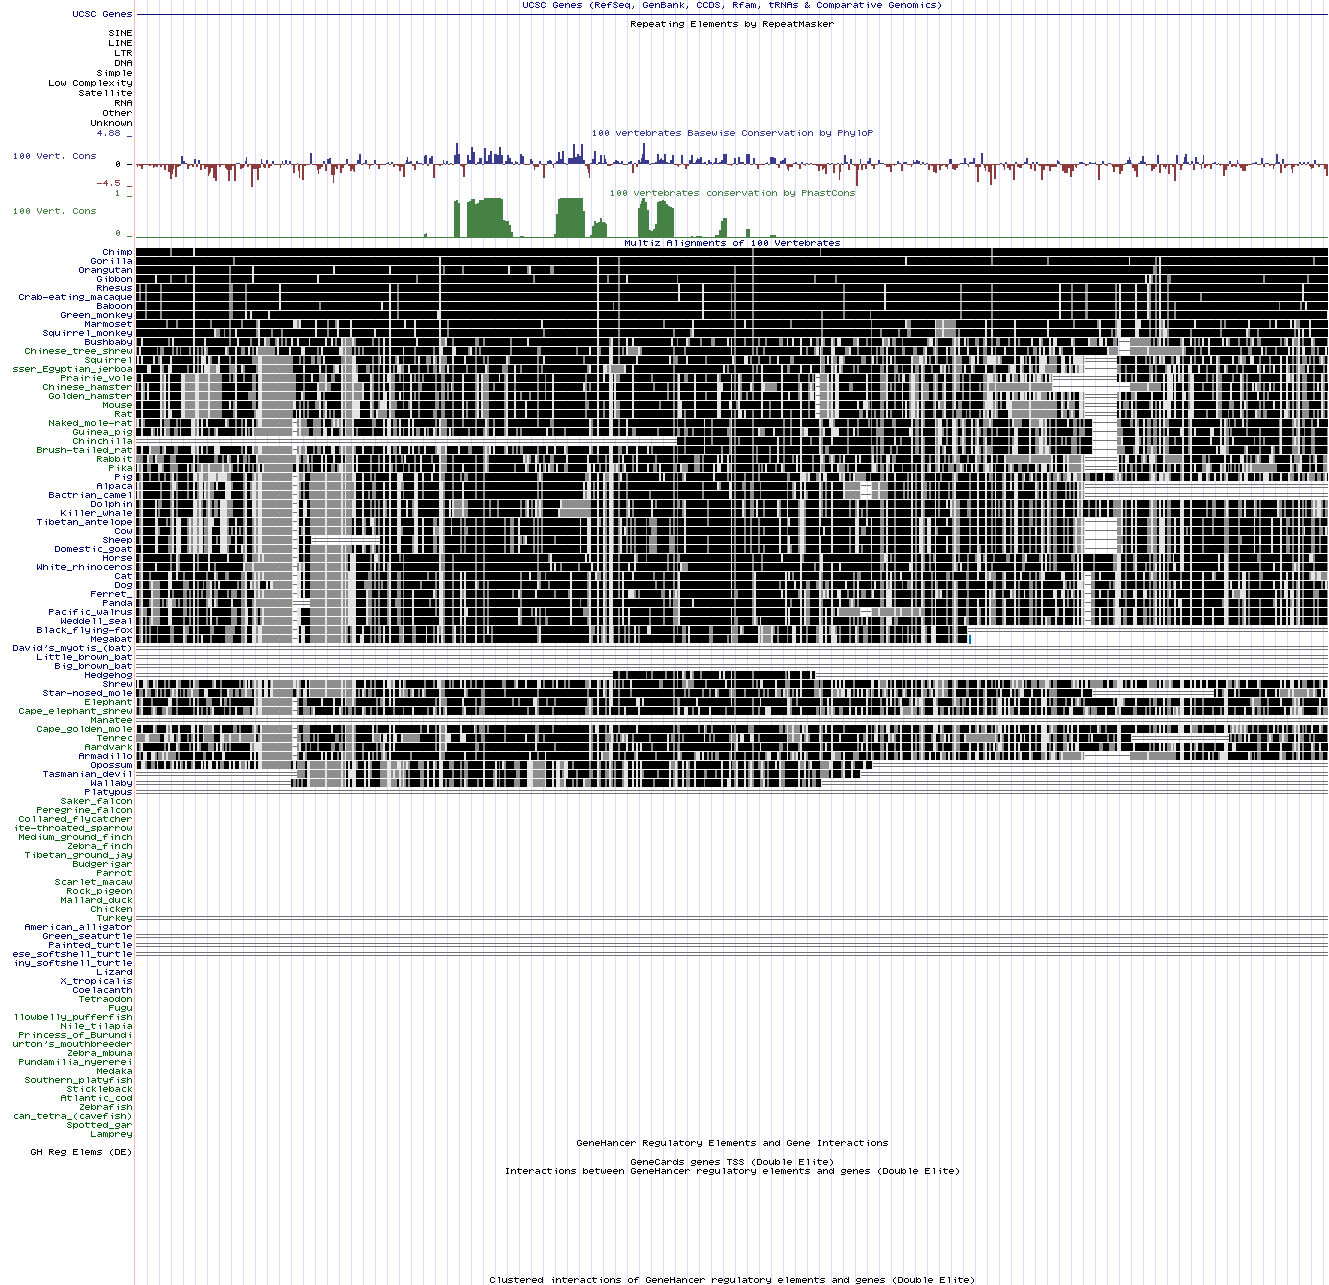 UCSC Genes (RefSeq, GenBank, CCDS, Rfam, tRNAs & Comparative Genomics)
UCSC Genes
Repeating Elements by RepeatMasker
SINE
LINE
LTR
DNA
Simple
Low Complexity
Satellite
RNA
Other
Unknown
4.88 _
100 vertebrates Basewise Conservation by PhyloP
100 Vert. Cons
0 _
-4.5 _
100 vertebrates conservation by PhastCons
1 _
100 Vert. Cons
0 _
Multiz Alignments of 100 Vertebrates
Chimp
Gorilla
Orangutan
Gibbon
Rhesus
Crab-eating_macaque
Baboon
Green_monkey
Marmoset
Squirrel_monkey
Bushbaby
Chinese_tree_shrew
Squirrel
sser_Egyptian_jerboa
Prairie_vole
Chinese_hamster
Golden_hamster
Mouse
Rat
Naked_mole-rat
Guinea_pig
Chinchilla
Brush-tailed_rat
Rabbit
Pika
Pig
Alpaca
Bactrian_camel
Dolphin
Killer_whale
Tibetan_antelope
Cow
Sheep
Domestic_goat
Horse
White_rhinoceros
Cat
Dog
Ferret_
Panda
Pacific_walrus
Weddell_seal
Black_flying-fox
Megabat
David's_myotis_(bat)
Little_brown_bat
Big_brown_bat
Hedgehog
Shrew
Star-nosed_mole
Elephant
Cape_elephant_shrew
Manatee
Cape_golden_mole
Tenrec
Aardvark
Armadillo
Opossum
Tasmanian_devil
Wallaby
Platypus
Saker_falcon
Peregrine_falcon
Collared_flycatcher
ite-throated_sparrow
Medium_ground_finch
Zebra_finch
Tibetan_ground_jay
Budgerigar
Parrot
Scarlet_macaw
Rock_pigeon
Mallard_duck
Chicken
Turkey
American_alligator
Green_seaturtle
Painted_turtle
ese_softshell_turtle
iny_softshell_turtle
Lizard
X_tropicalis
Coelacanth
Tetraodon
Fugu
llowbelly_pufferfish
Nile_tilapia
Princess_of_Burundi
urton's_mouthbreeder
Zebra_mbuna
Pundamilia_nyererei
Medaka
Southern_platyfish
Stickleback
Atlantic_cod
Zebrafish
can_tetra_(cavefish)
Spotted_gar
Lamprey
GeneHancer Regulatory Elements and Gene Interactions
GH Reg Elems (DE)
GeneCards genes TSS (Double Elite)
Interactions between GeneHancer regulatory elements and genes (Double Elite)
Clustered interactions of GeneHancer regulatory elements and genes (Double Elite)